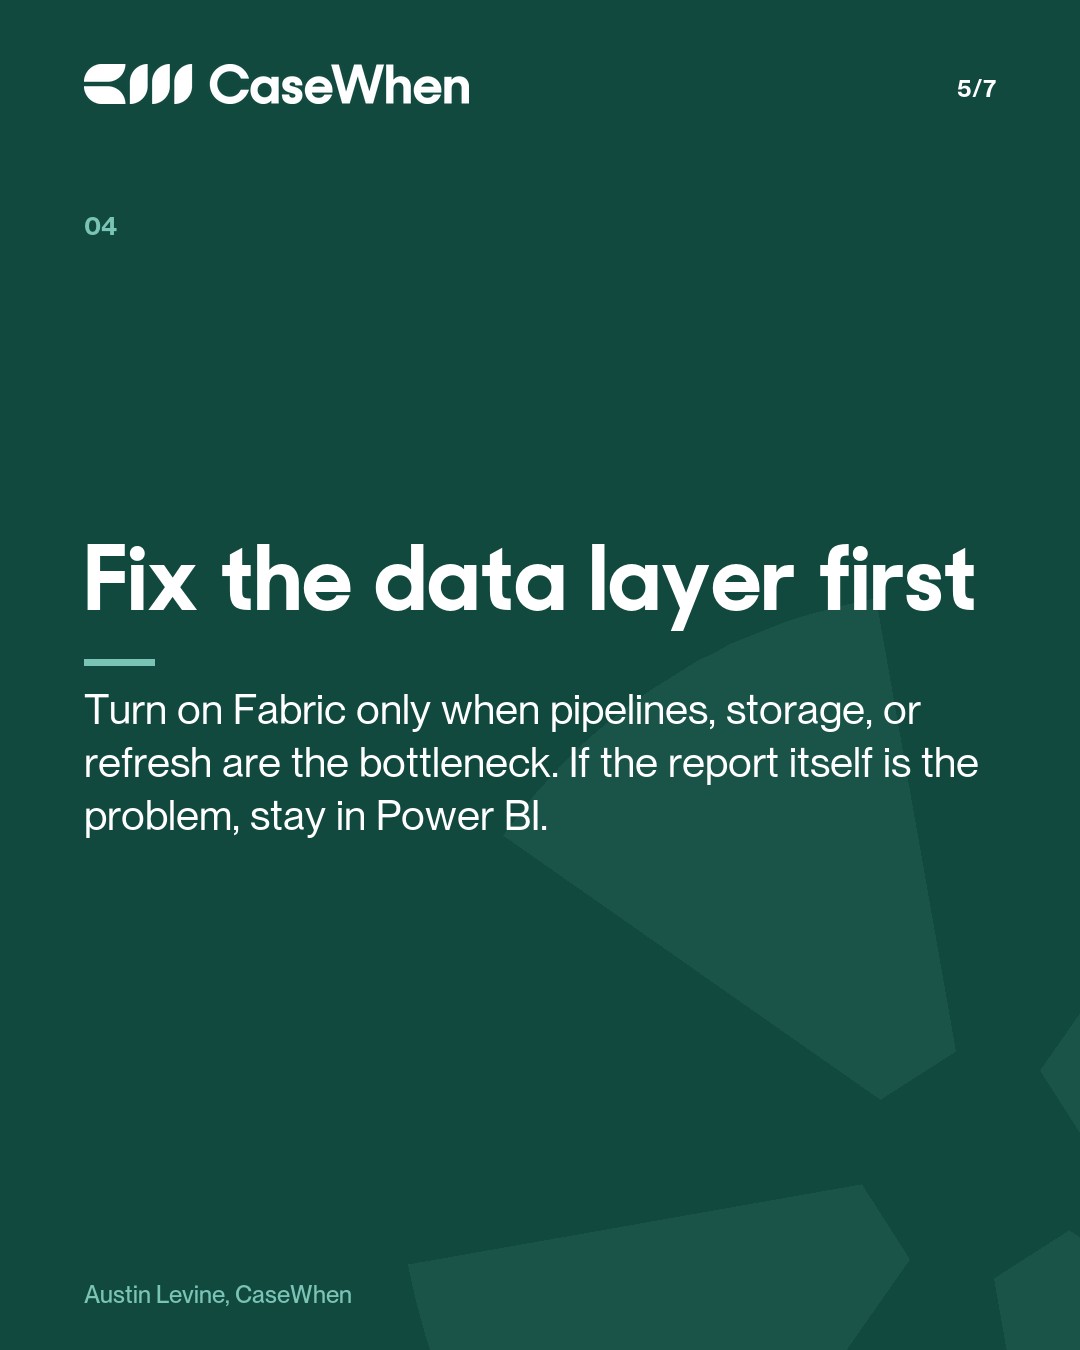 CaseWhen
5/7
04
Fix the data layer first
Turn on Fabric only when pipelines, storage, or
refresh are the bottleneck. If the report itself is the
problem, stay in Power BI.
Austin Levine, CaseWhen